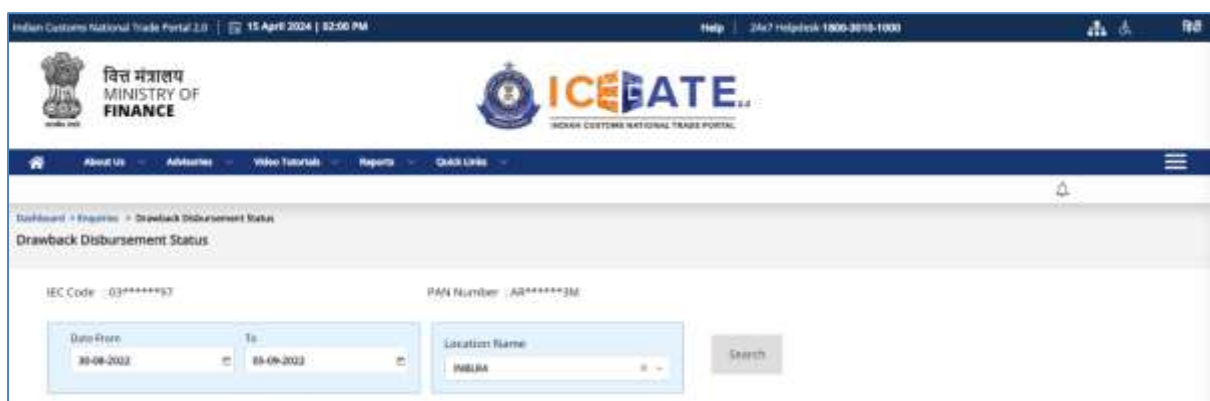 Indian Customs National Trade Portal 2.0 | 15 April 2024 | 02:00 PM
Help | 24x7 Helpdesk 1800-3010-1000
हिंदी
वित्त मंत्रालय
MINISTRY OF
FINANCE
ICEGATE 2.0
INDIAN CUSTOMS NATIONAL TRADE PORTAL
About Us Advisories Video Tutorials Reports Quick Links
Dashboard > Enquiries > Drawback Disbursement Status
Drawback Disbursement Status
IEC Code : 03******97 PAN Number : AR******3M
Date From To Location Name
30-08-2022 05-09-2022 Search